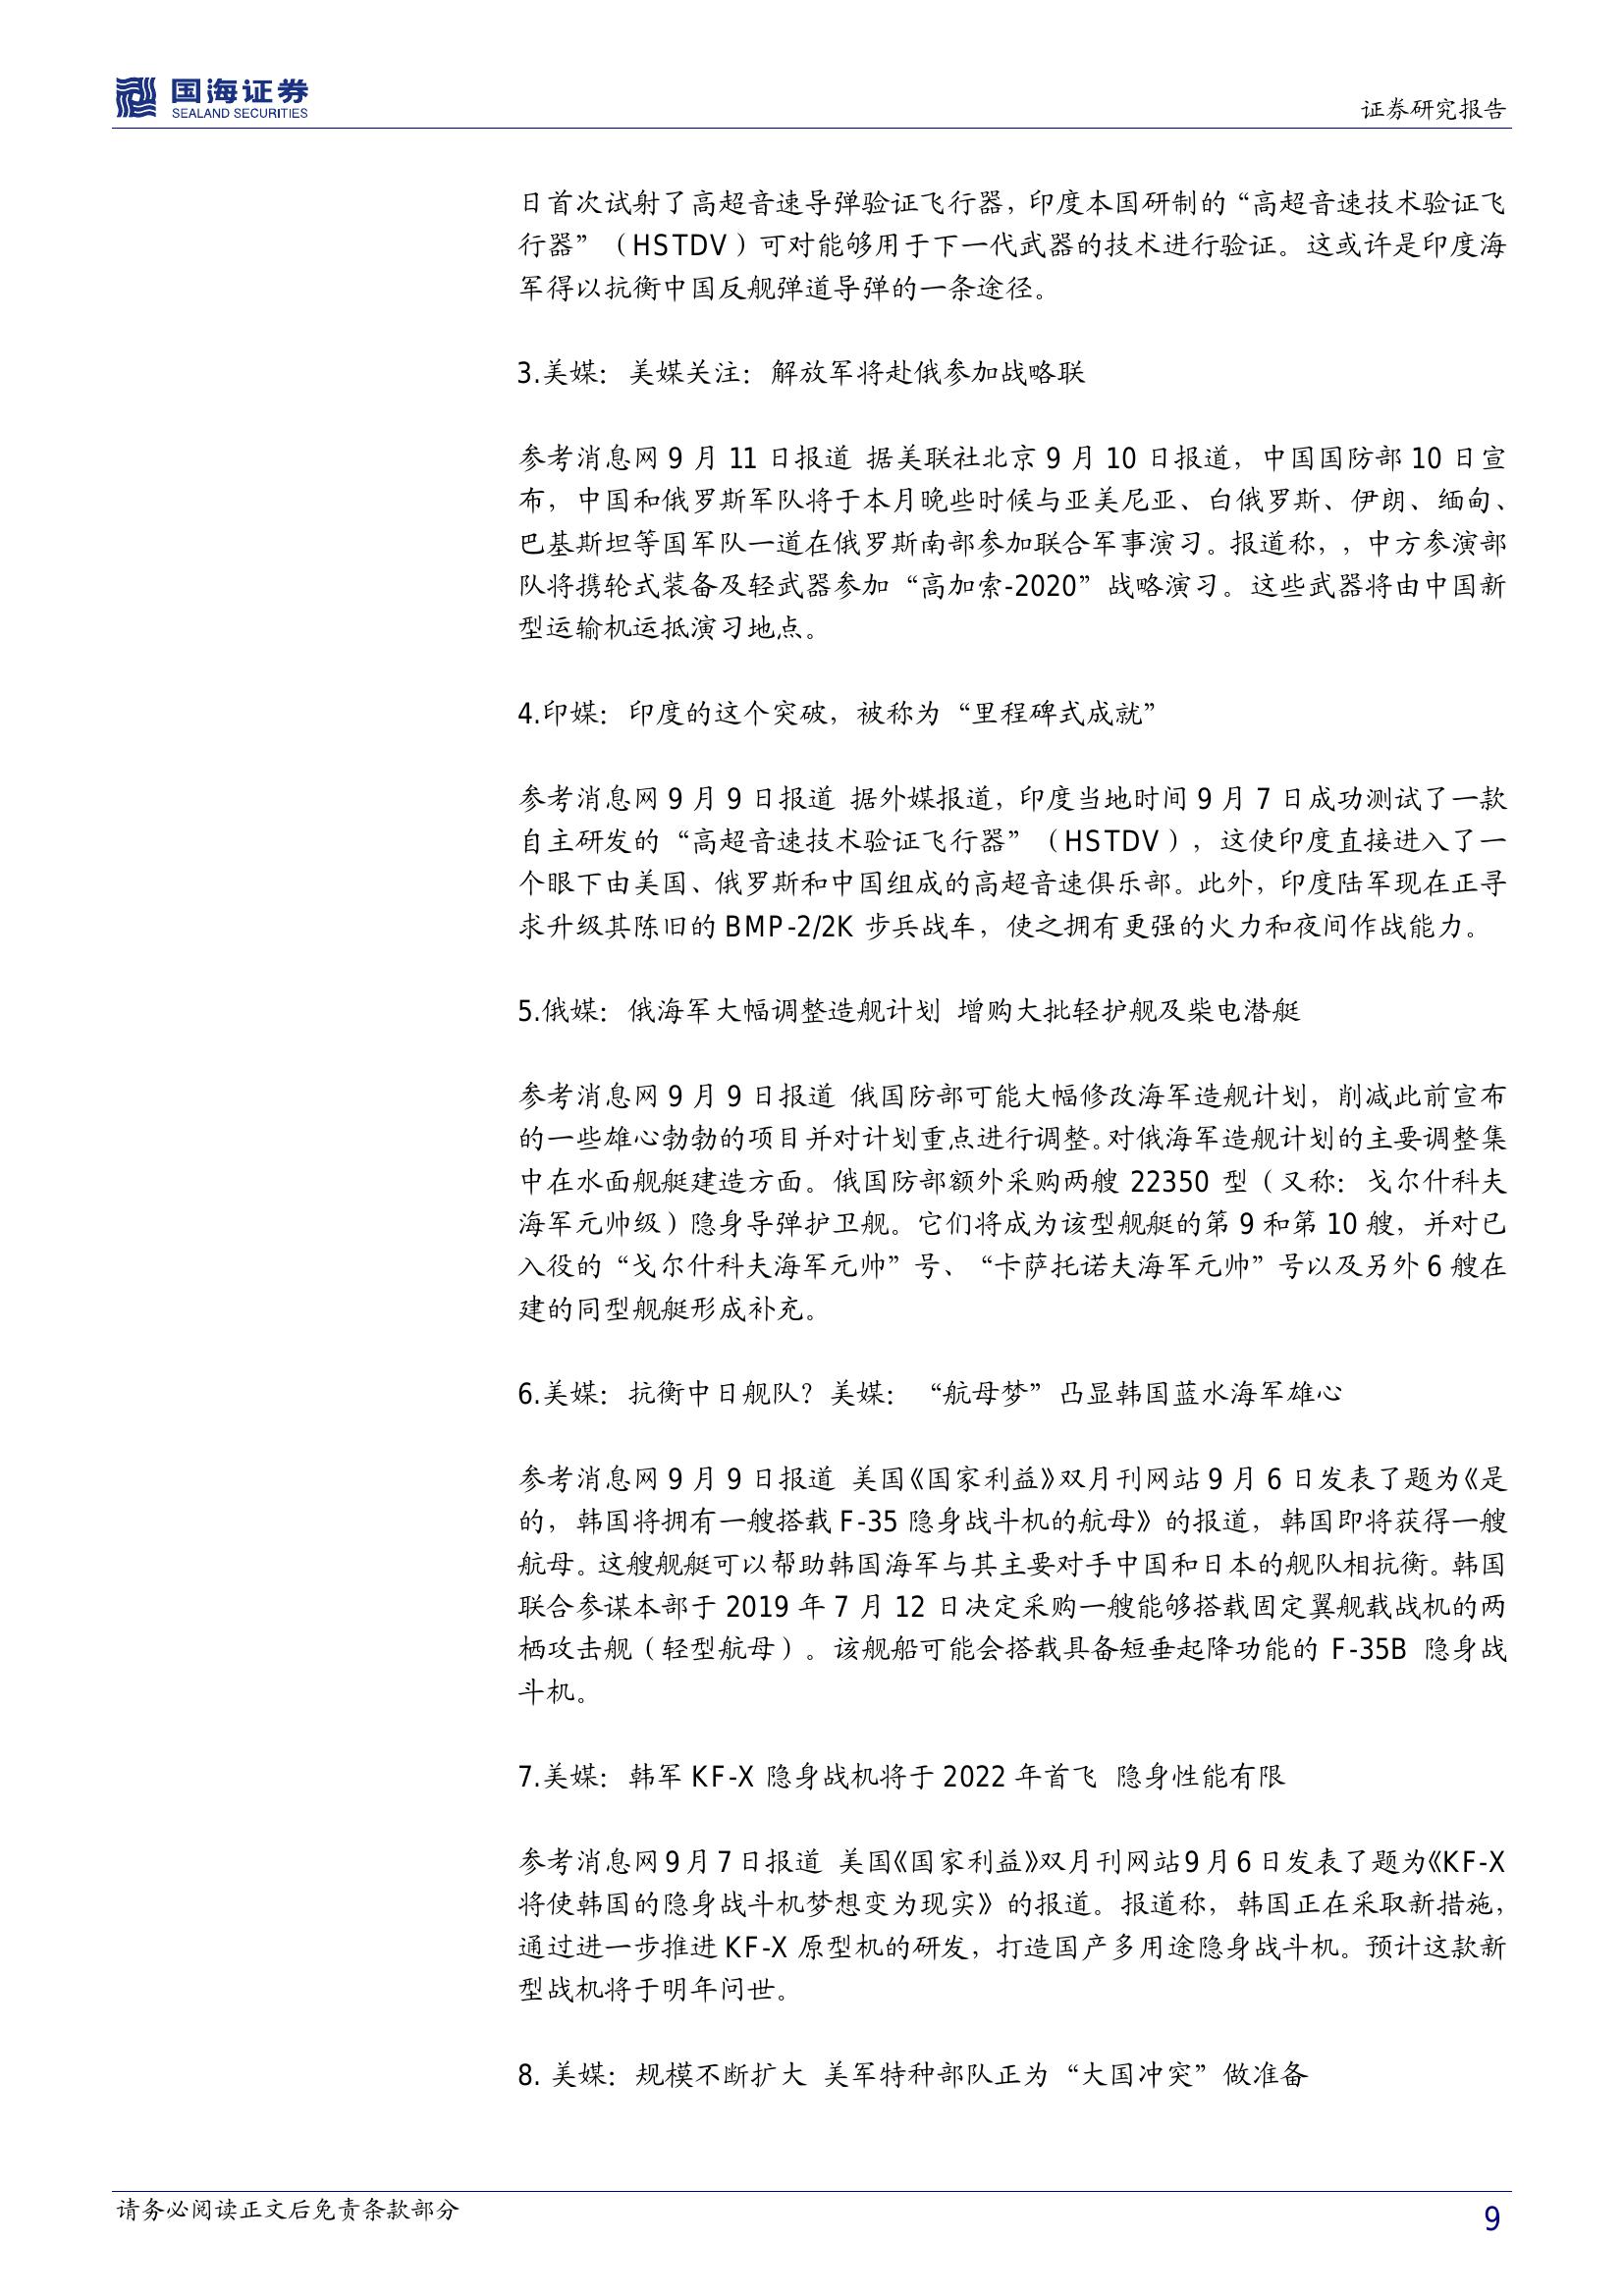 国海证券
SEALAND SECURITIES
证券研究报告
日首次试射了高超音速导弹验证飞行器，印度本国研制的“高超音速技术验证飞
行器”（HSTDV）可对能够用于下一代武器的技术进行验证。这或许是印度海
军得以抗衡中国反舰弹道导弹的一条途径。
3.美媒：美媒关注：解放军将赴俄参加战略联
参考消息网 9 月 11 日报道 据美联社北京 9 月 10 日报道，中国国防部 10 日宣
布，中国和俄罗斯军队将于本月晚些时候与亚美尼亚、白俄罗斯、伊朗、缅甸、
巴基斯坦等国军队一道在俄罗斯南部参加联合军事演习。报道称，，中方参演部
队将携轮式装备及轻武器参加“高加索-2020”战略演习。这些武器将由中国新
型运输机运抵演习地点。
4.印媒：印度的这个突破，被称为“里程碑式成就”
参考消息网 9 月 9 日报道 据外媒报道，印度当地时间 9 月 7 日成功测试了一款
自主研发的“高超音速技术验证飞行器”（HSTDV），这使印度直接进入了一
个眼下由美国、俄罗斯和中国组成的高超音速俱乐部。此外，印度陆军现在正寻
求升级其陈旧的 BMP-2/2K 步兵战车，使之拥有更强的火力和夜间作战能力。
5.俄媒：俄海军大幅调整造舰计划 增购大批轻护舰及柴电潜艇
参考消息网 9 月 9 日报道 俄国防部可能大幅修改海军造舰计划，削减此前宣布
的一些雄心勃勃的项目并对计划重点进行调整。对俄海军造舰计划的主要调整集
中在水面舰艇建造方面。俄国防部额外采购两艘 22350 型（又称：戈尔什科夫
海军元帅级）隐身导弹护卫舰。它们将成为该型舰艇的第 9 和第 10 艘，并对已
入役的“戈尔什科夫海军元帅”号、“卡萨托诺夫海军元帅”号以及另外 6 艘在
建的同型舰艇形成补充。
6.美媒：抗衡中日舰队？美媒：“航母梦”凸显韩国蓝水海军雄心
参考消息网 9 月 9 日报道 美国《国家利益》双月刊网站 9 月 6 日发表了题为《是
的，韩国将拥有一艘搭载 F-35 隐身战斗机的航母》的报道，韩国即将获得一艘
航母。这艘舰艇可以帮助韩国海军与其主要对手中国和日本的舰队相抗衡。韩国
联合参谋本部于 2019 年 7 月 12 日决定采购一艘能够搭载固定翼舰载战机的两
栖攻击舰（轻型航母）。该舰船可能会搭载具备短垂起降功能的 F-35B 隐身战
斗机。
7.美媒：韩军 KF-X 隐身战机将于 2022 年首飞 隐身性能有限
参考消息网 9 月 7 日报道 美国《国家利益》双月刊网站 9 月 6 日发表了题为《KF-X
将使韩国的隐身战斗机梦想变为现实》的报道。报道称，韩国正在采取新措施，
通过进一步推进 KF-X 原型机的研发，打造国产多用途隐身战斗机。预计这款新
型战机将于明年问世。
8. 美媒：规模不断扩大 美军特种部队正为“大国冲突”做准备
请务必阅读正文后免责条款部分
9